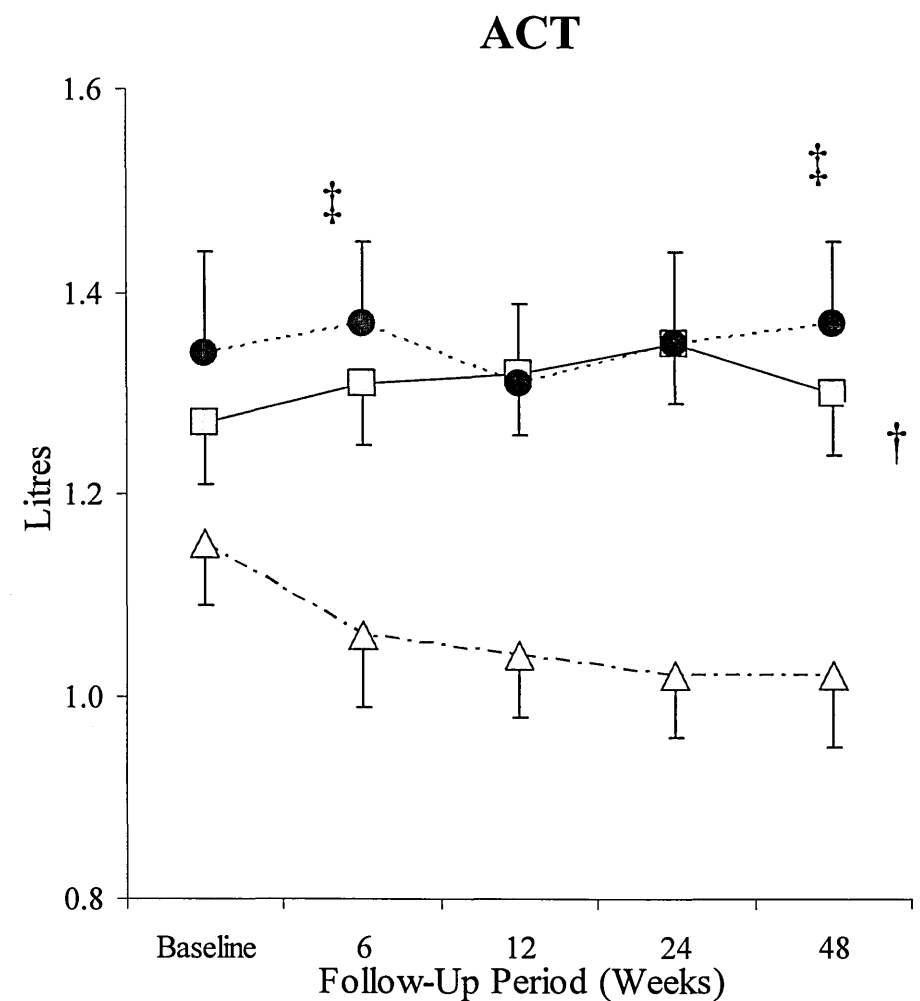 ACT
1.6
‡
‡
1.4
†
1.2
Litres
1.0
0.8
Baseline 6 12 24 48
Follow-Up Period (Weeks)